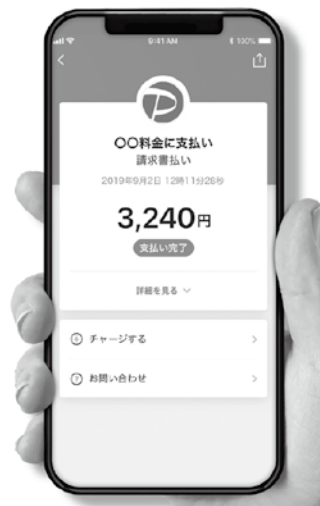 9:41 AM
100%
〇〇料金に支払い
請求書払い
2019年9月2日 12時11分28秒
3,240円
支払い完了
詳細を見る
チャージする
お問い合わせ